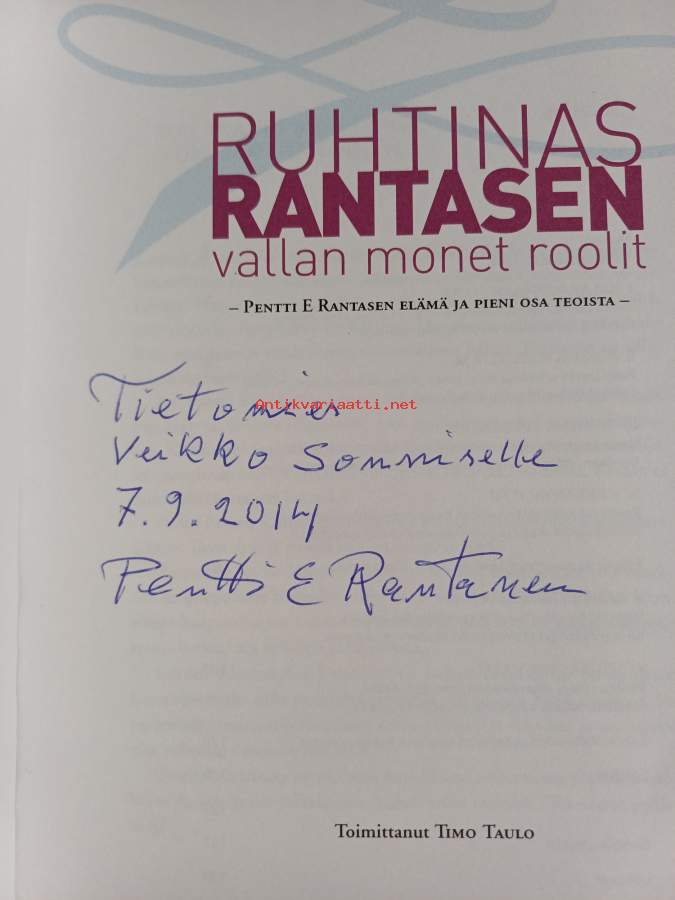 RUHTINAS
RANTASEN
vallan monet roolit
– Pentti E Rantasen elämä ja pieni osa teoista –
Tietomies
Antikvariaatti.net
Veikko Sonniselle
7.9.2014
Pentti E Rantanen
Toimittanut Timo Taulo